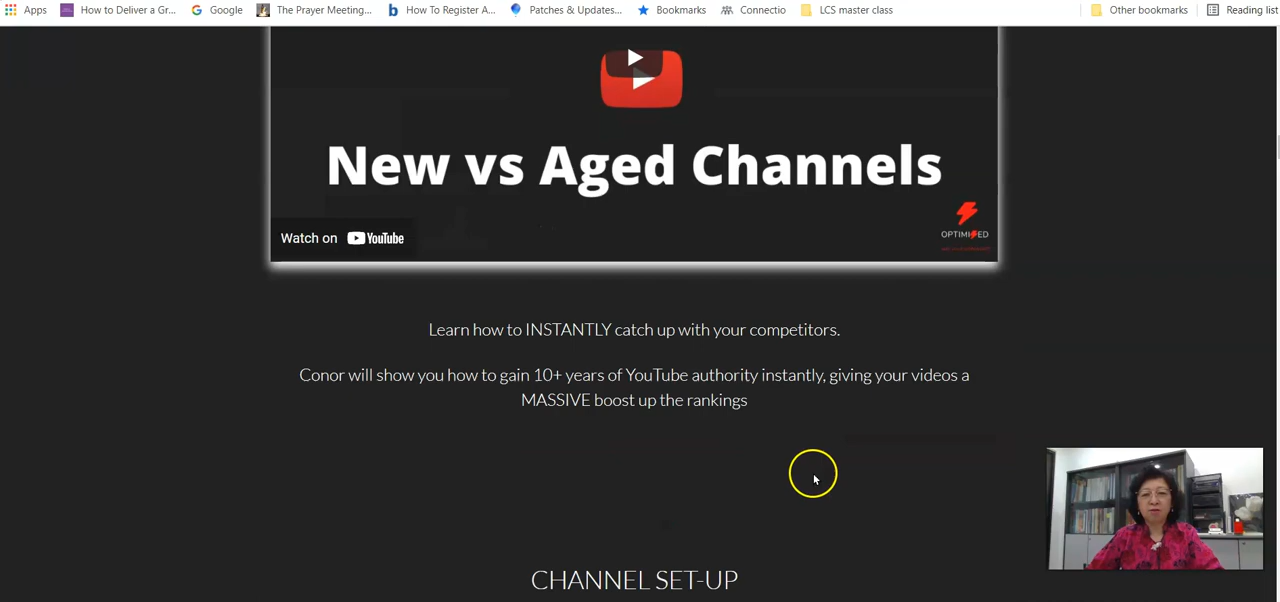 Apps How to Deliver a Gr... Google The Prayer Meeting... How To Register A... Patches & Updates... Bookmarks Connectio LCS master class Other bookmarks Reading list
New vs Aged Channels
OPTIMISED
Watch on YouTube
Learn how to INSTANTLY catch up with your competitors.
Conor will show you how to gain 10+ years of YouTube authority instantly, giving your videos a
MASSIVE boost up the rankings
CHANNEL SET-UP